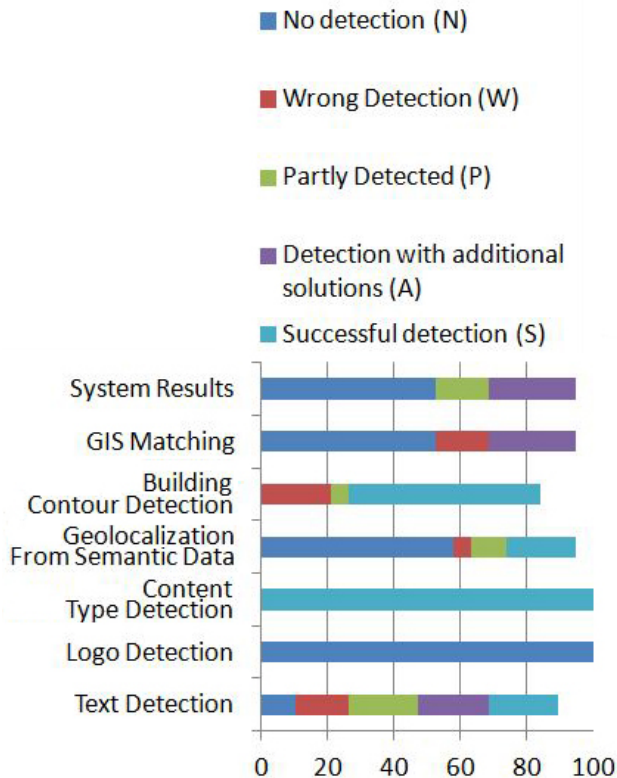 No detection (N)
Wrong Detection (W)
Partly Detected (P)
Detection with additional
solutions (A)
Successful detection (S)
System Results
GIS Matching
Building
Contour Detection
Geolocalization
From Semantic Data
Content
Type Detection
Logo Detection
Text Detection
0 20 40 60 80 100